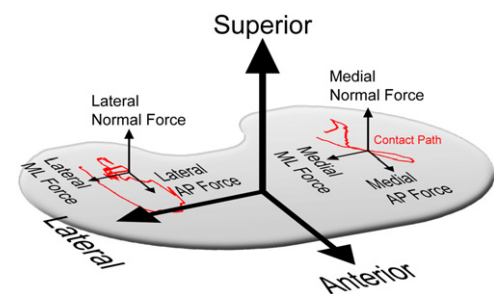 Superior
Medial
Normal Force
Lateral
Normal Force
Contact Path
Lateral
ML Force
Lateral
AP Force
Medial
ML Force
Medial
AP Force
Lateral
Anterior